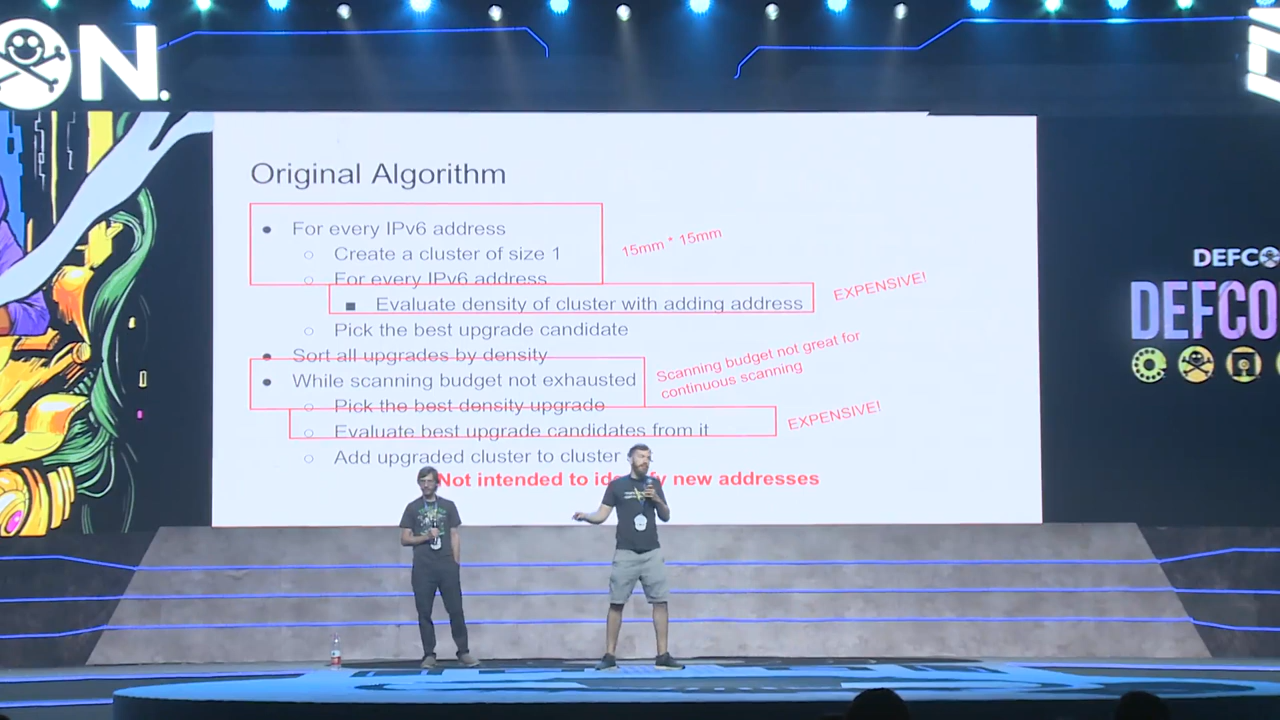 ON.
Original Algorithm
● For every IPv6 address
○ Create a cluster of size 1
○ For every IPv6 address
15mm * 15mm
■ Evaluate density of cluster with adding address
EXPENSIVE!
○ Pick the best upgrade candidate
● Sort all upgrades by density
● While scanning budget not exhausted
Scanning budget not great for
continuous scanning
○ Pick the best density upgrade
○ Evaluate best upgrade candidates from it
EXPENSIVE!
○ Add upgraded cluster to cluster
Not intended to new addresses
DEFCO
DEFCO